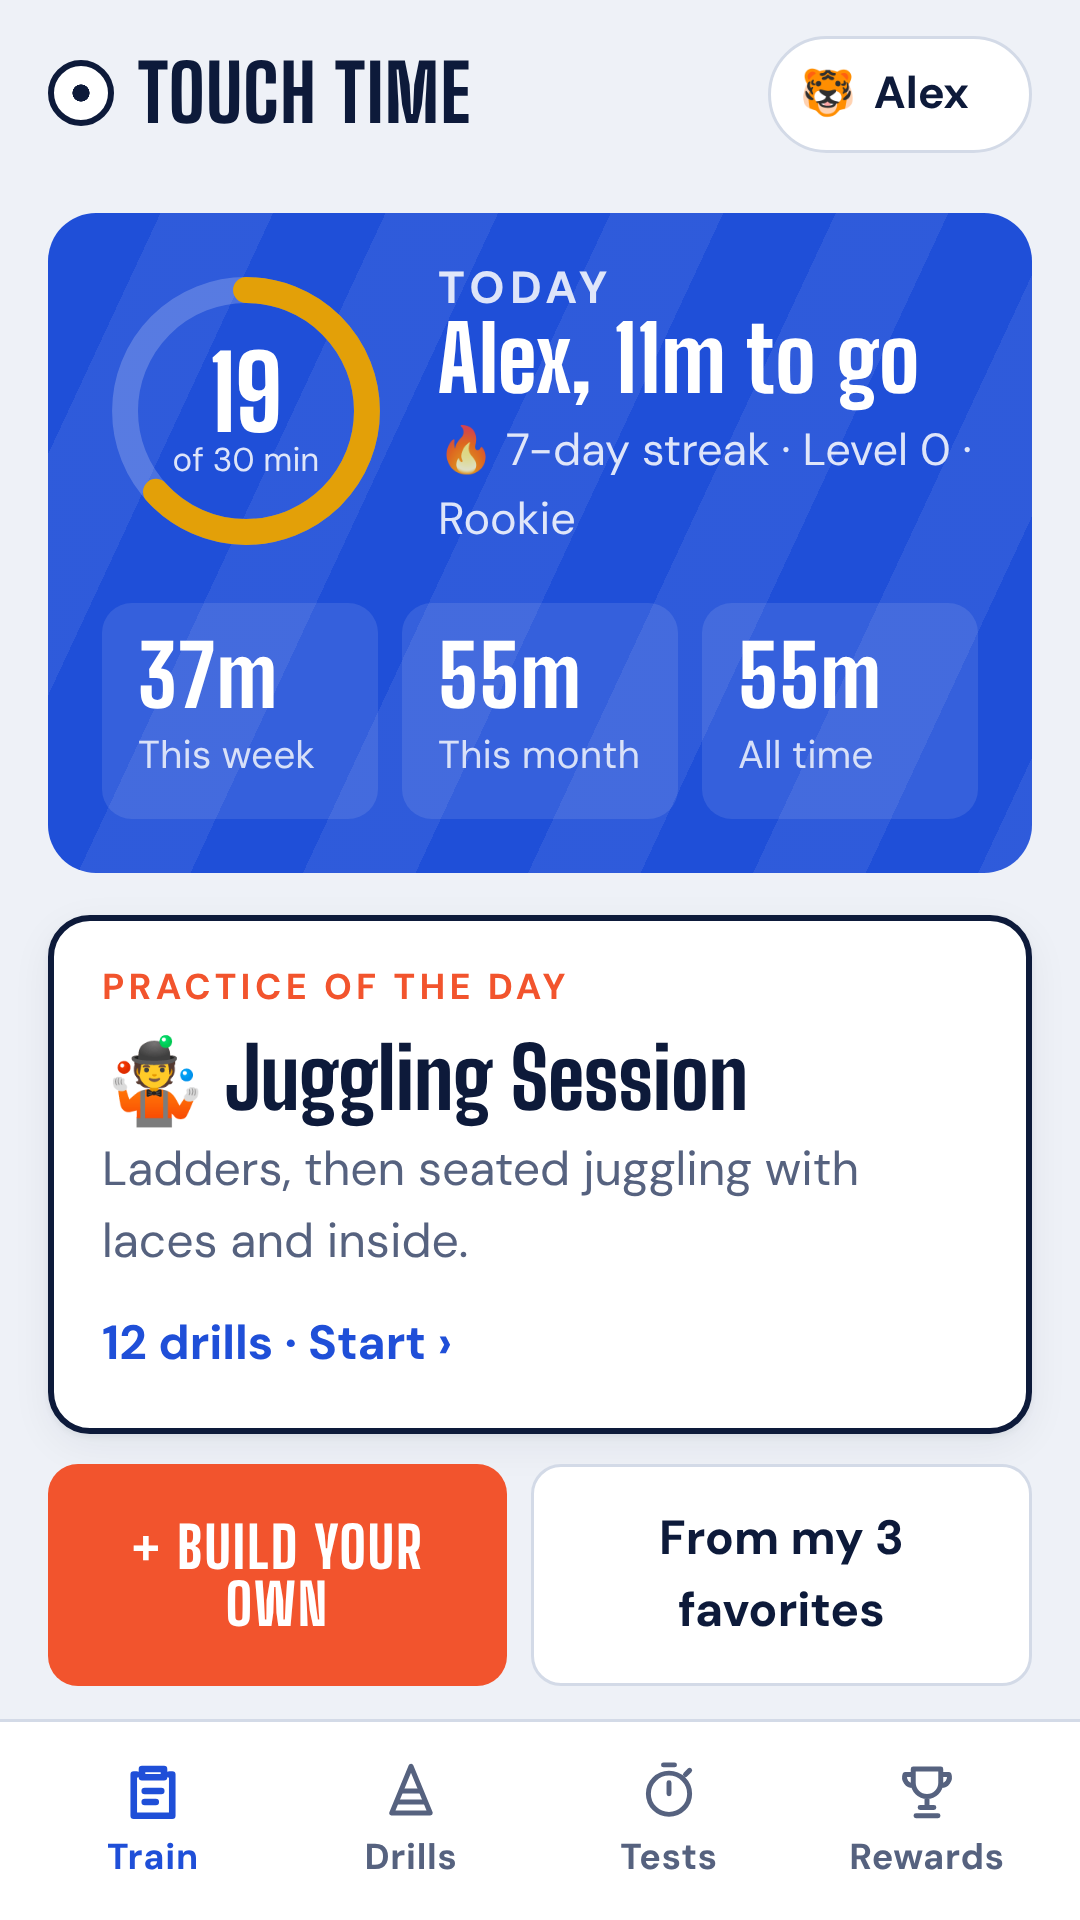 TOUCH TIME
Alex
TODAY
Alex, 11m to go
19
of 30 min
7-day streak · Level 0 ·
Rookie
37m
This week
55m
This month
55m
All time
PRACTICE OF THE DAY
Juggling Session
Ladders, then seated juggling with
laces and inside.
12 drills · Start ›
+ BUILD YOUR
OWN
From my 3
favorites
Train
Drills
Tests
Rewards